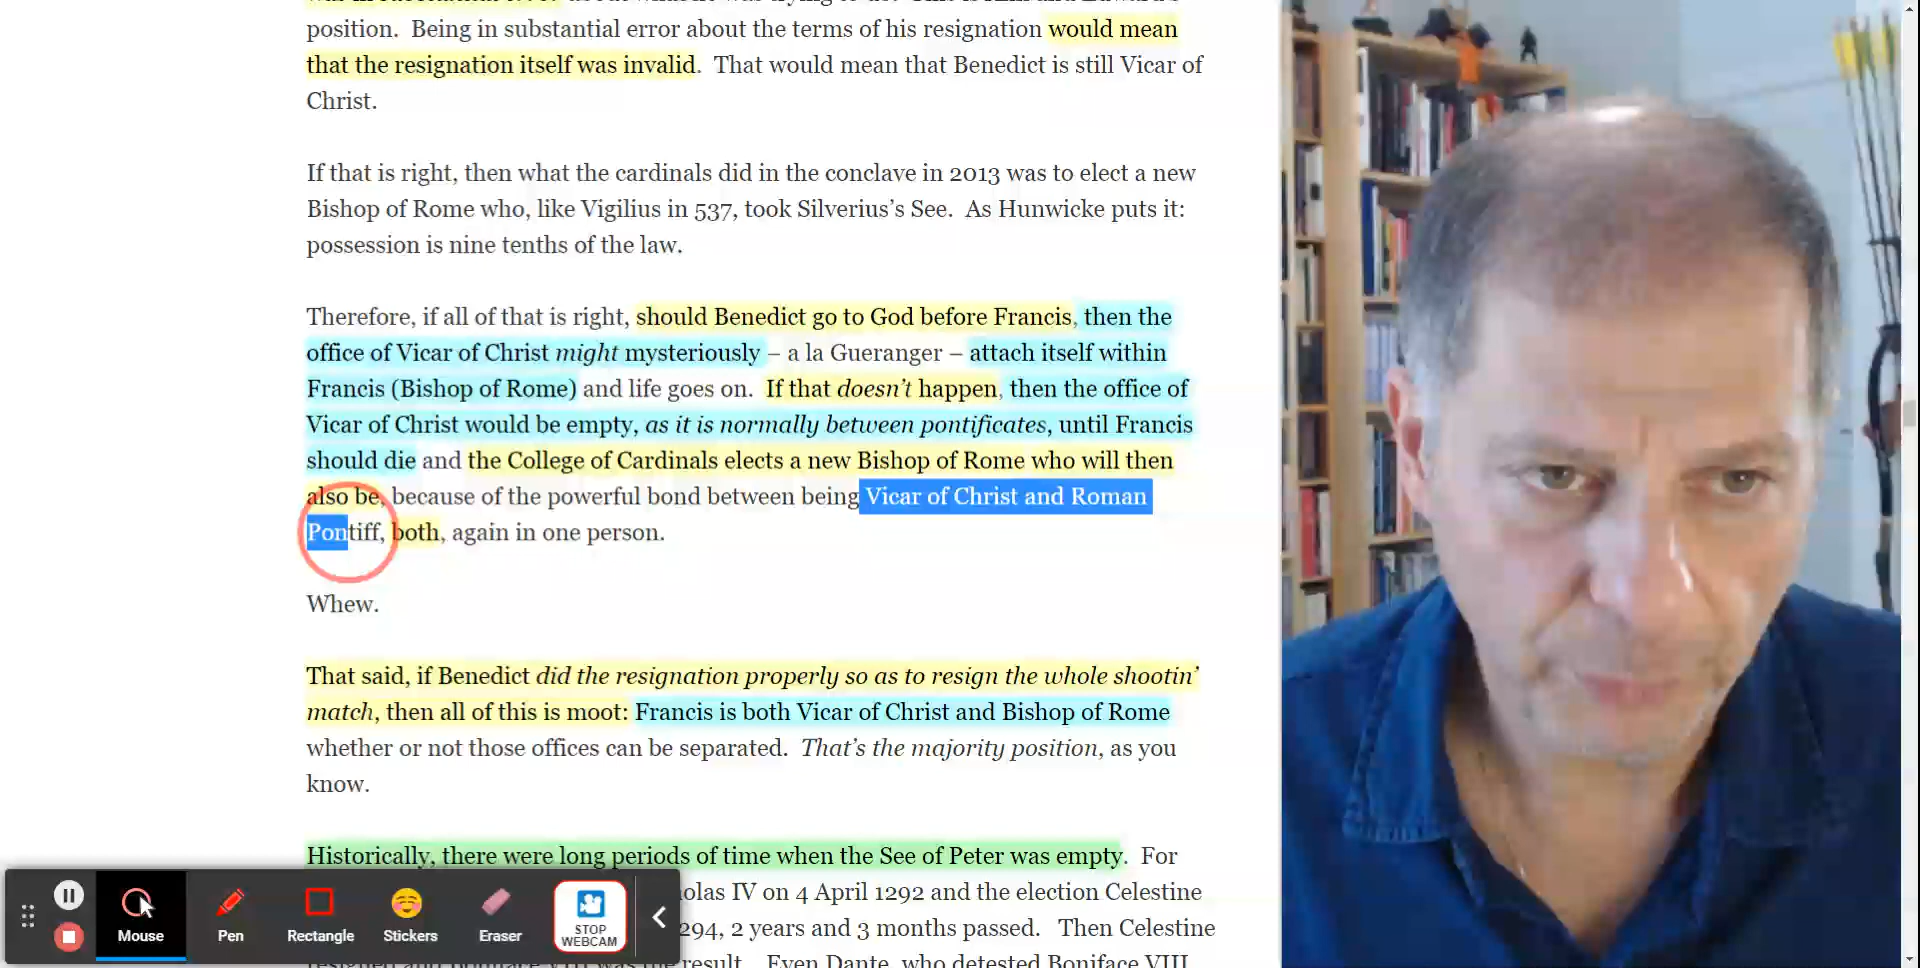 position.  Being in substantial error about the terms of his resignation would mean
that the resignation itself was invalid.  That would mean that Benedict is still Vicar of
Christ.
If that is right, then what the cardinals did in the conclave in 2013 was to elect a new
Bishop of Rome who, like Vigilius in 537, took Silverius’s See.  As Hunwicke puts it:
possession is nine tenths of the law.
Therefore, if all of that is right, should Benedict go to God before Francis, then the
office of Vicar of Christ might mysteriously – a la Gueranger – attach itself within
Francis (Bishop of Rome) and life goes on.  If that doesn’t happen, then the office of
Vicar of Christ would be empty, as it is normally between pontificates, until Francis
should die and the College of Cardinals elects a new Bishop of Rome who will then
also be, because of the powerful bond between being Vicar of Christ and Roman
Pontiff, both, again in one person.
Whew.
That said, if Benedict did the resignation properly so as to resign the whole shootin’
match, then all of this is moot: Francis is both Vicar of Christ and Bishop of Rome
whether or not those offices can be separated.  That’s the majority position, as you
know.
Historically, there were long periods of time when the See of Peter was empty.  For
olas IV on 4 April 1292 and the election Celestine
294, 2 years and 3 months passed.  Then Celestine
result.  Even Dante, who detested Boniface VIII
Mouse
Pen
Rectangle
Stickers
Eraser
STOP
WEBCAM